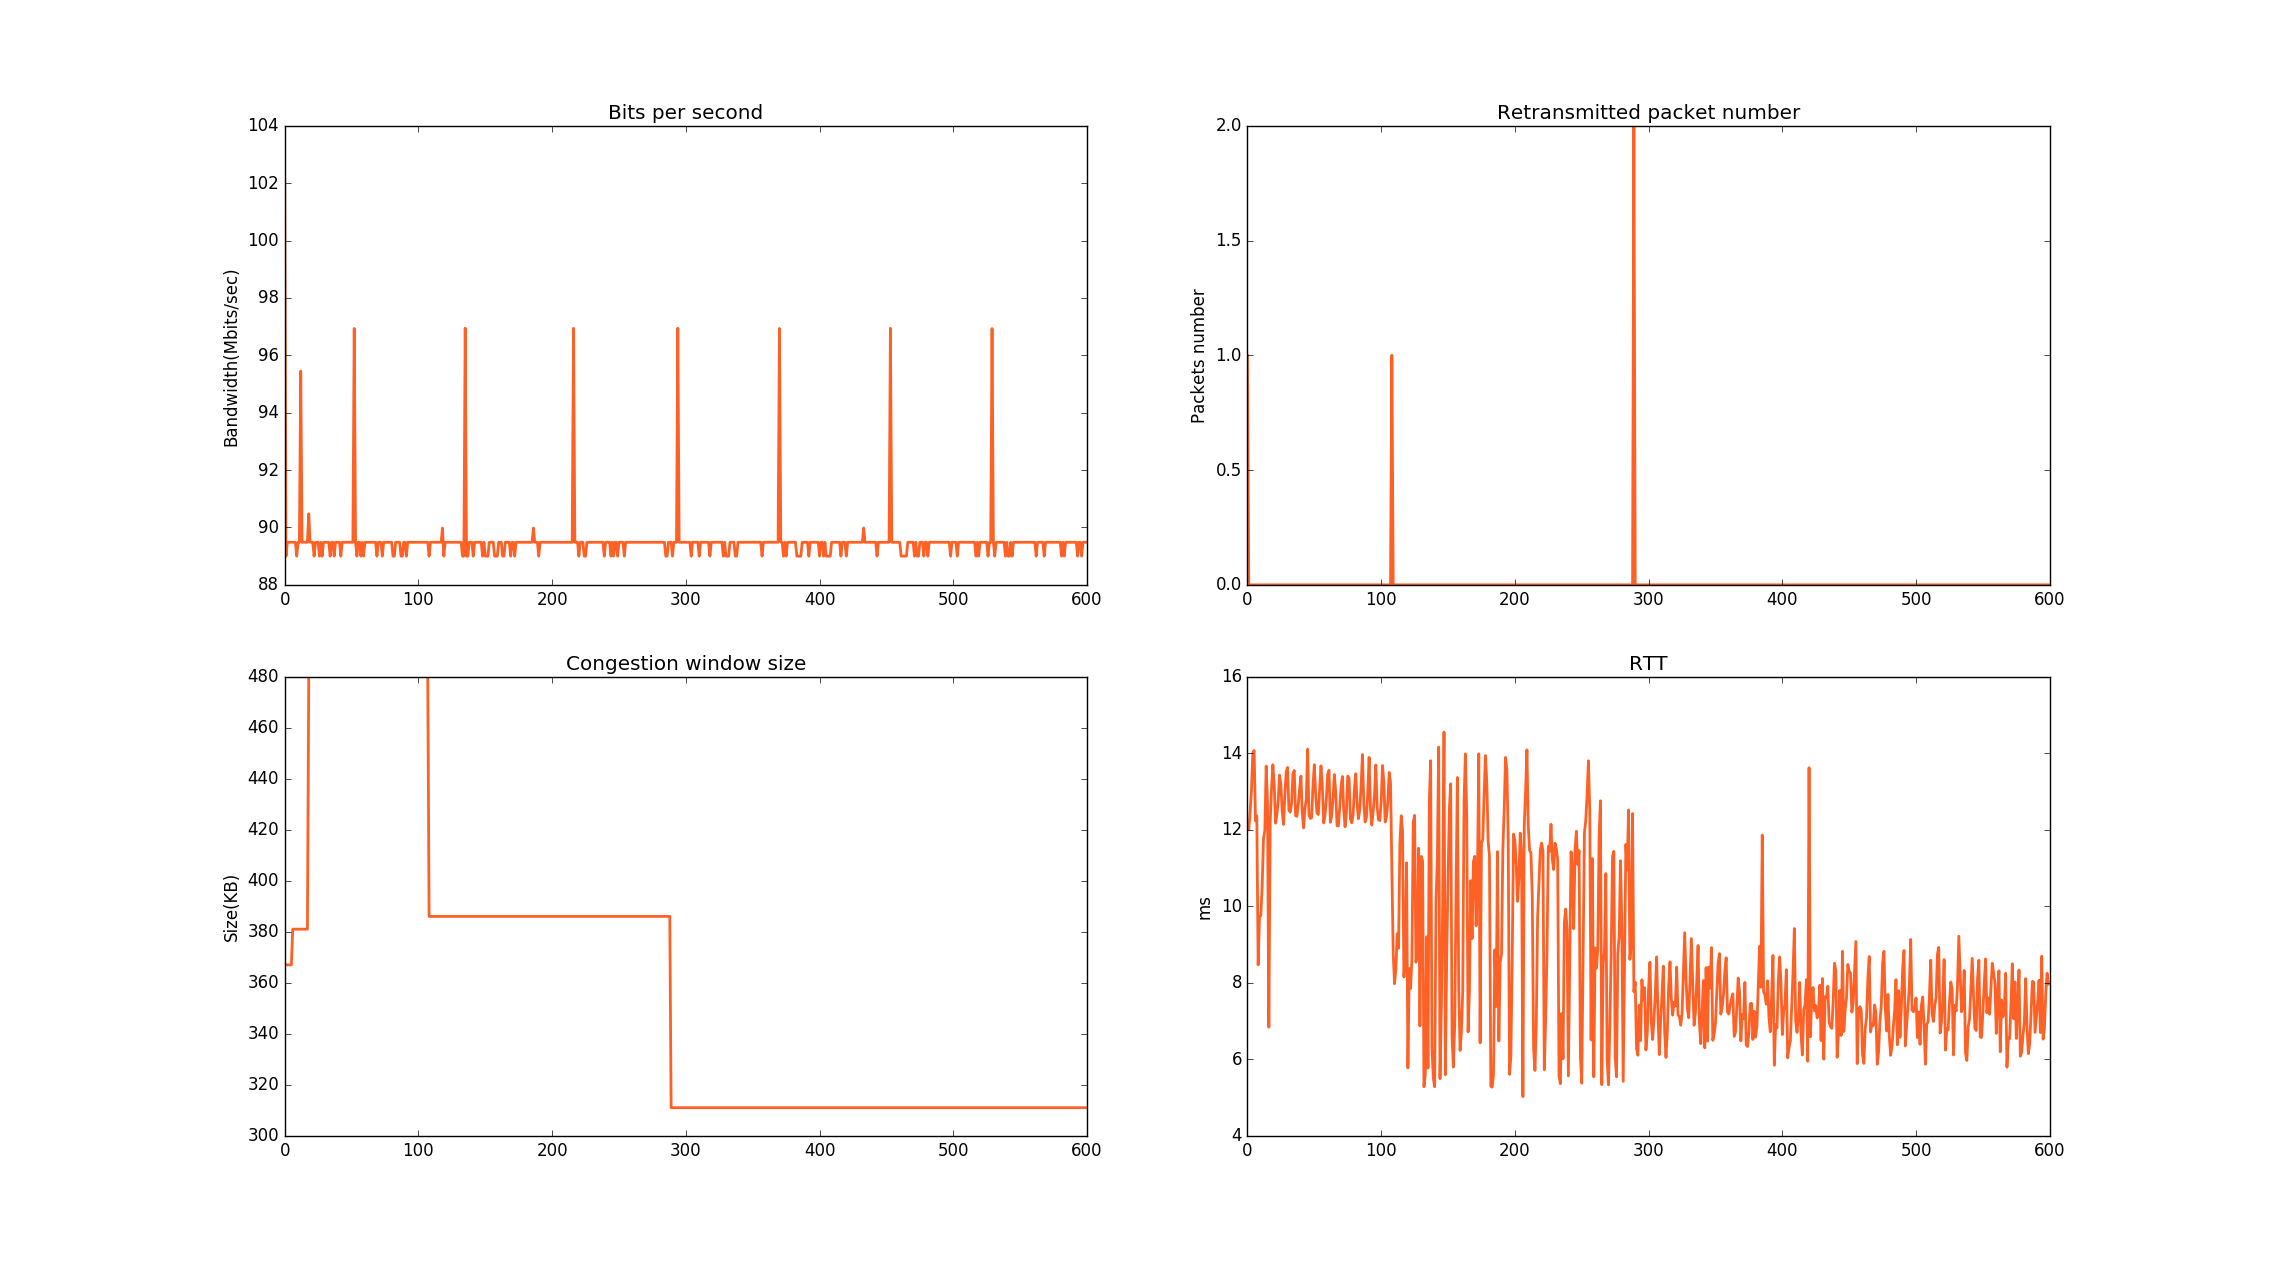 Bits per second
104
102
100
98
96
94
92
90
88
Bandwidth(Mbits/sec)
0 100 200 300 400 500 600
Retransmitted packet number
2.0
1.5
1.0
0.5
0.0
Packets number
0 100 200 300 400 500 600
Congestion window size
480
460
440
420
400
380
360
340
320
300
Size(KB)
0 100 200 300 400 500 600
RTT
16
14
12
10
8
6
4
ms
0 100 200 300 400 500 600